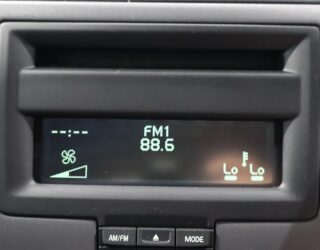 --:--
FM1
88.6
Lo Lo
AM/FM
MODE